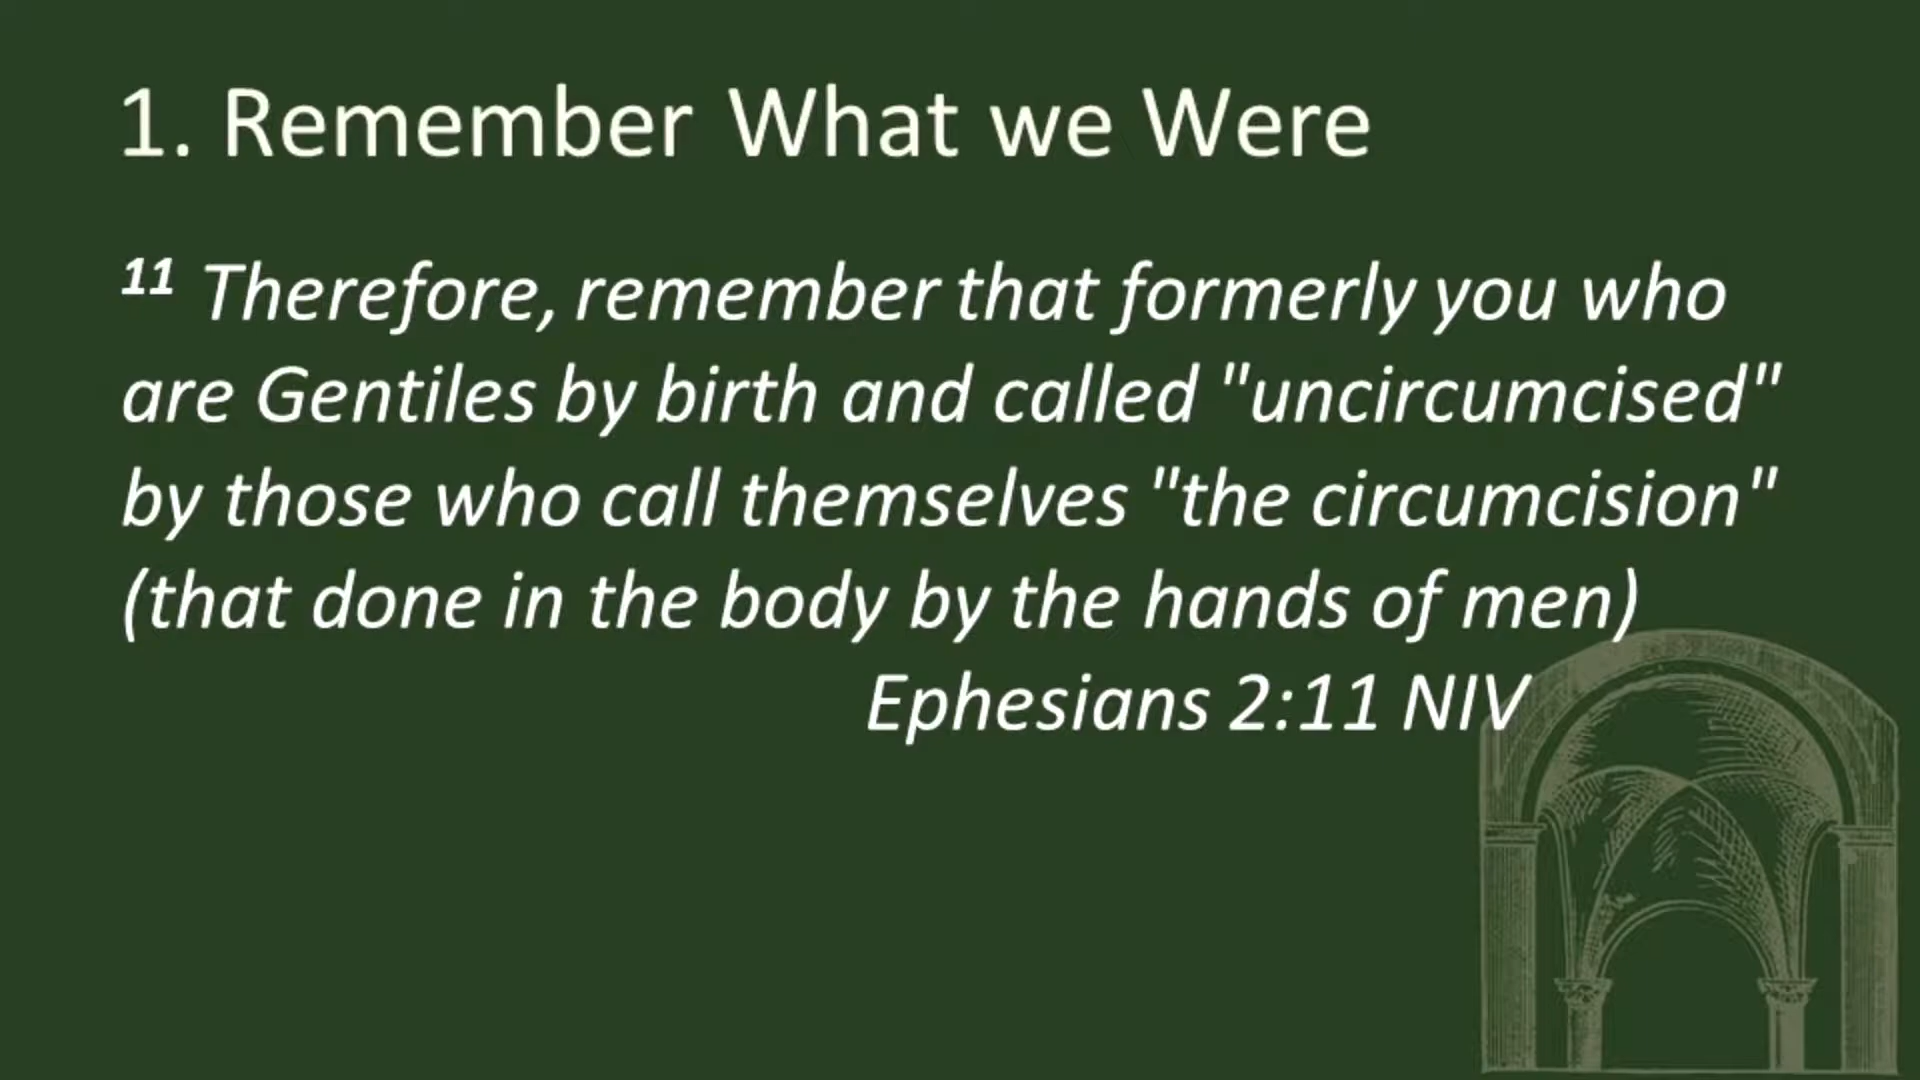 1. Remember What we Were
11 Therefore, remember that formerly you who
are Gentiles by birth and called "uncircumcised"
by those who call themselves "the circumcision"
(that done in the body by the hands of men)
Ephesians 2:11 NIV